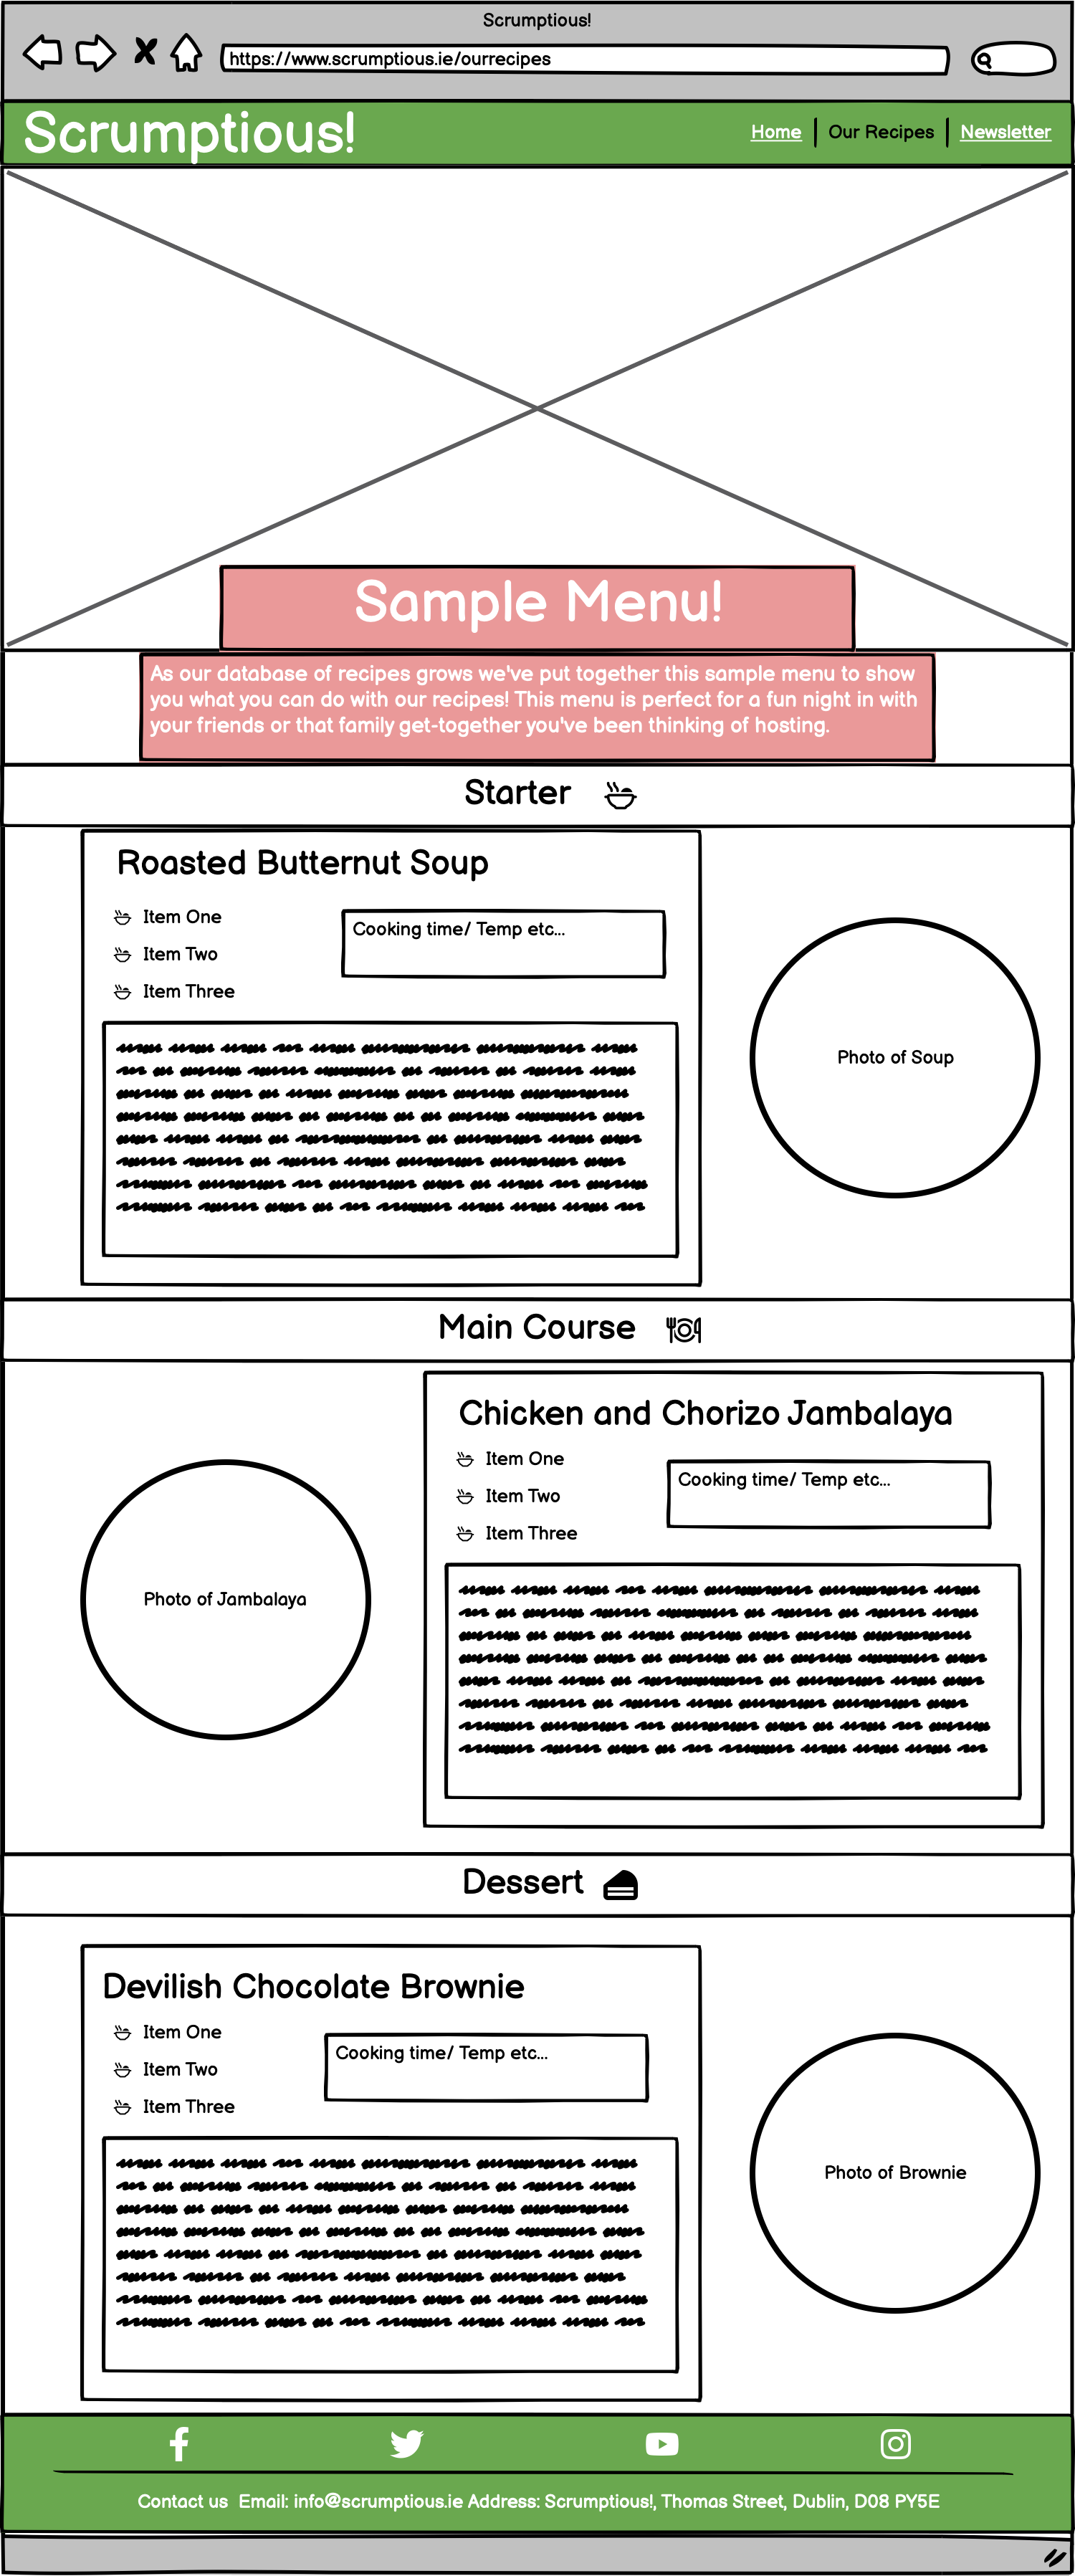 Scrumptious!
https://www.scrumptious.ie/ourrecipes
Scrumptious!
Home
Our Recipes
Newsletter
Sample Menu!
As our database of recipes grows we've put together this sample menu to show
you what you can do with our recipes! This menu is perfect for a fun night in with
your friends or that family get-together you've been thinking of hosting.
Starter
Roasted Butternut Soup
Item One
Item Two
Item Three
Cooking time/ Temp etc...
Photo of Soup
Main Course
Chicken and Chorizo Jambalaya
Item One
Item Two
Item Three
Cooking time/ Temp etc...
Photo of Jambalaya
Dessert
Devilish Chocolate Brownie
Item One
Item Two
Item Three
Cooking time/ Temp etc...
Photo of Brownie
Contact us  Email: info@scrumptious.ie Address: Scrumptious!, Thomas Street, Dublin, D08 PY5E